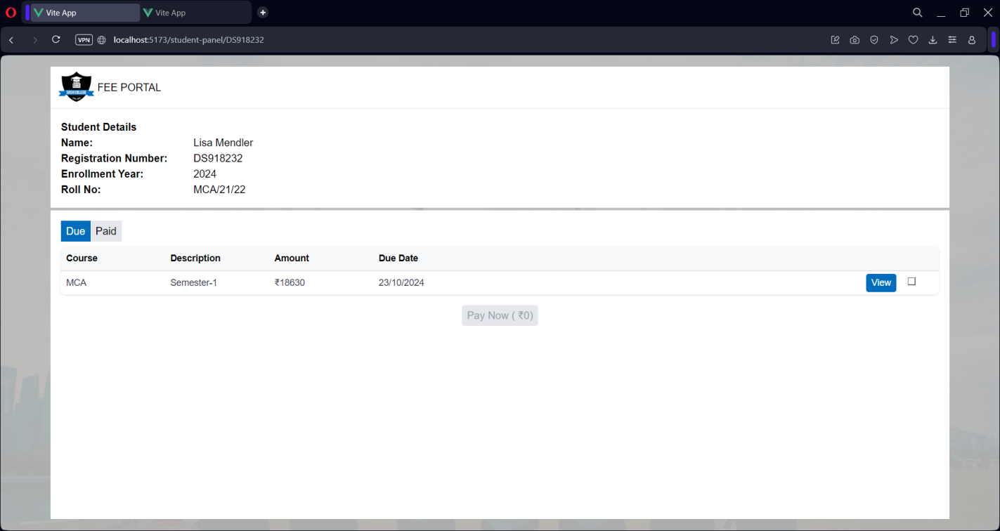 Vite App Vite App
VPN localhost:5173/student-panel/DS918232
DASH COLLEGE
FEE PORTAL
Student Details
Name: Lisa Mendler
Registration Number: DS918232
Enrollment Year: 2024
Roll No: MCA/21/22
Due Paid
Course Description Amount Due Date
MCA Semester-1 ₹18630 23/10/2024 View
Pay Now ( ₹0)